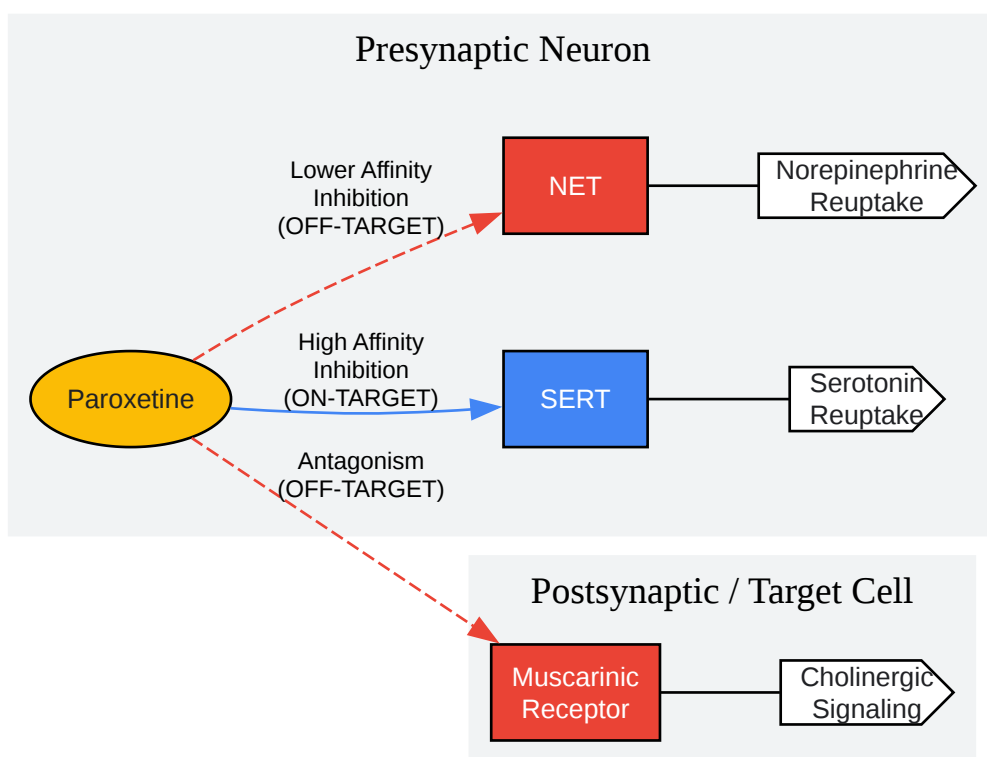 Presynaptic Neuron
Lower Affinity
Inhibition
(OFF-TARGET)
NET
Norepinephrine
Reuptake
High Affinity
Inhibition
(ON-TARGET)
Paroxetine
SERT
Serotonin
Reuptake
Antagonism
(OFF-TARGET)
Postsynaptic / Target Cell
Muscarinic
Receptor
Cholinergic
Signaling